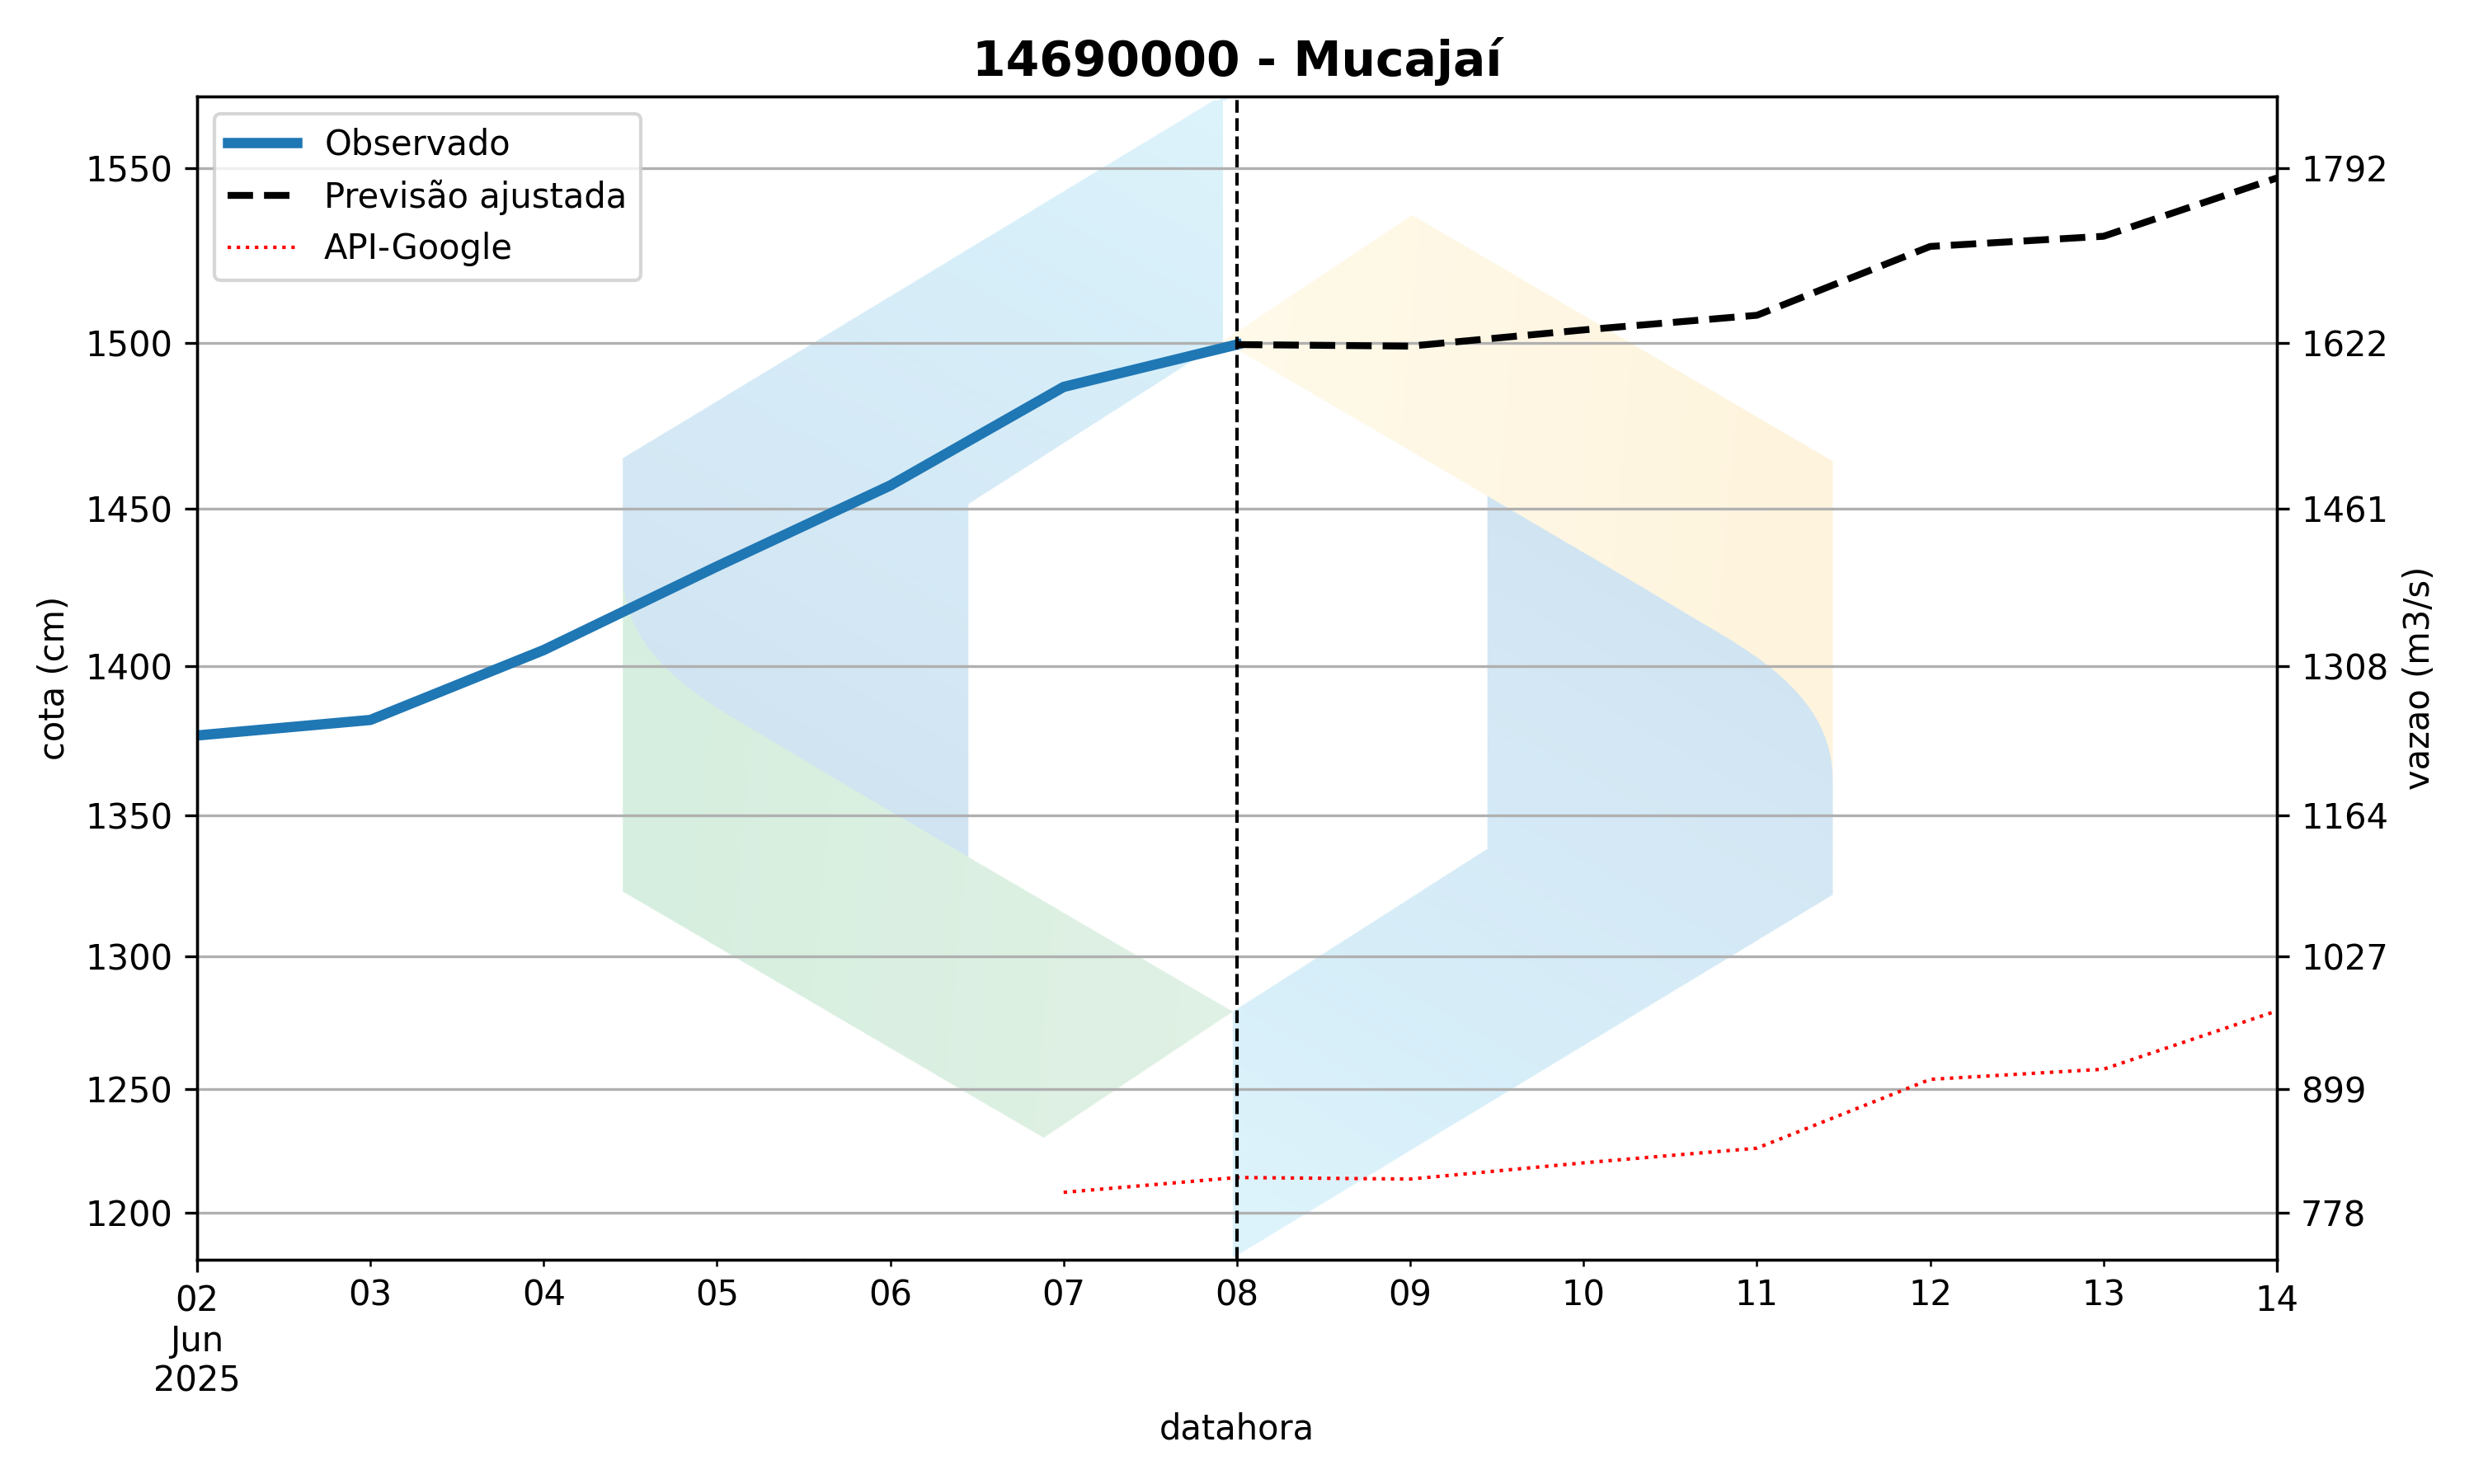 14690000 - Mucajaí
Observado
Previsão ajustada
API-Google
1550
1500
1450
1400
1350
1300
1250
1200
cota (cm)
1792
1622
1461
1308
1164
1027
899
778
vazao (m3/s)
02 03 04 05 06 07 08 09 10 11 12 13 14
Jun
2025
datahora